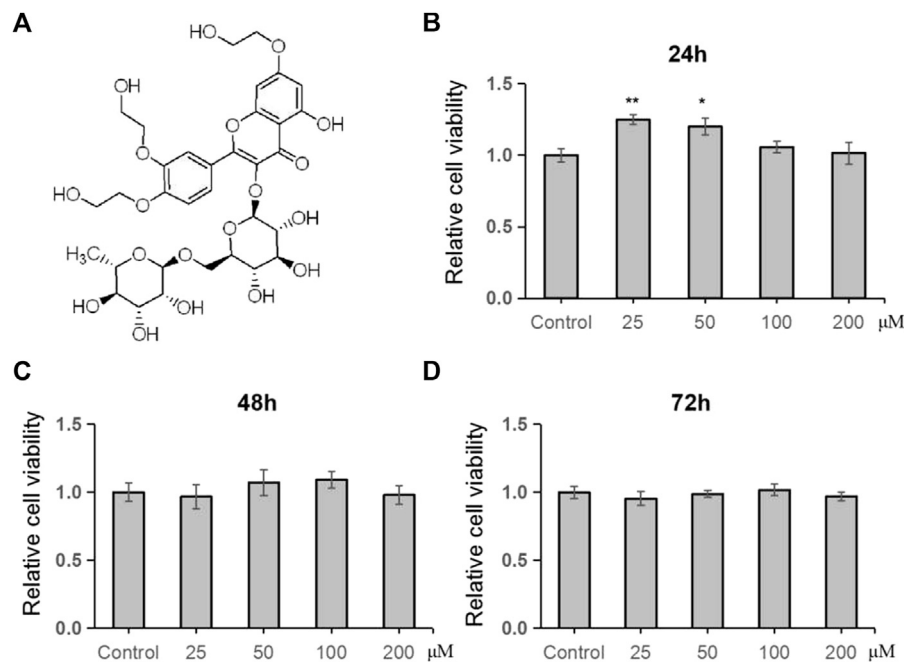 A
HO
O
OH
O
OH
O
O
HO
O
O
O
OH
H₃C
O
O
O
OH
HO
OH
OH
HO
OH
B
24h
Relative cell viability
1.5
1.0
0.5
0.0
** *
Control 25 50 100 200 μM
C
48h
Relative cell viability
1.5
1.0
0.5
0.0
Control 25 50 100 200 μM
D
72h
Relative cell viability
1.5
1.0
0.5
0.0
Control 25 50 100 200 μM